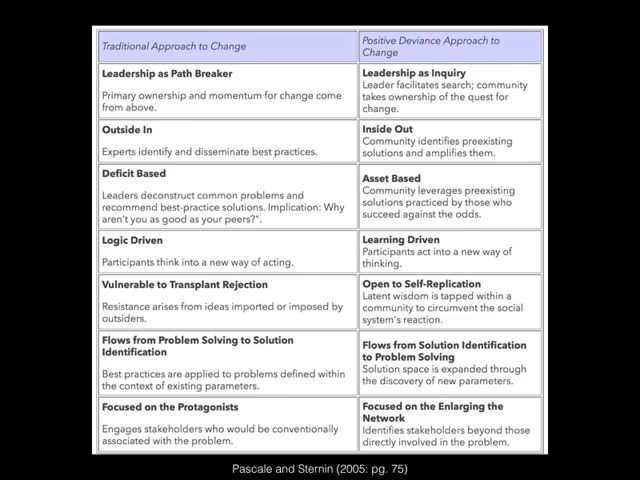 Traditional Approach to Change
Positive Deviance Approach to
Change
Leadership as Path Breaker
Primary ownership and momentum for change come
from above.
Leadership as Inquiry
Leader facilitates search; community
takes ownership of the quest for
change.
Outside In
Experts identify and disseminate best practices.
Inside Out
Community identifies preexisting
solutions and amplifies them.
Deficit Based
Leaders deconstruct common problems and
recommend best-practice solutions. Implication: Why
aren't you as good as your peers?".
Asset Based
Community leverages preexisting
solutions practiced by those who
succeed against the odds.
Logic Driven
Participants think into a new way of acting.
Learning Driven
Participants act into a new way of
thinking.
Vulnerable to Transplant Rejection
Resistance arises from ideas imported or imposed by
outsiders.
Open to Self-Replication
Latent wisdom is tapped within a
community to circumvent the social
system's reaction.
Flows from Problem Solving to Solution
Identification
Best practices are applied to problems defined within
the context of existing parameters.
Flows from Solution Identification
to Problem Solving
Solution space is expanded through
the discovery of new parameters.
Focused on the Protagonists
Engages stakeholders who would be conventionally
associated with the problem.
Focused on the Enlarging the
Network
Identifies stakeholders beyond those
directly involved in the problem.
Pascale and Sternin (2005: pg. 75)